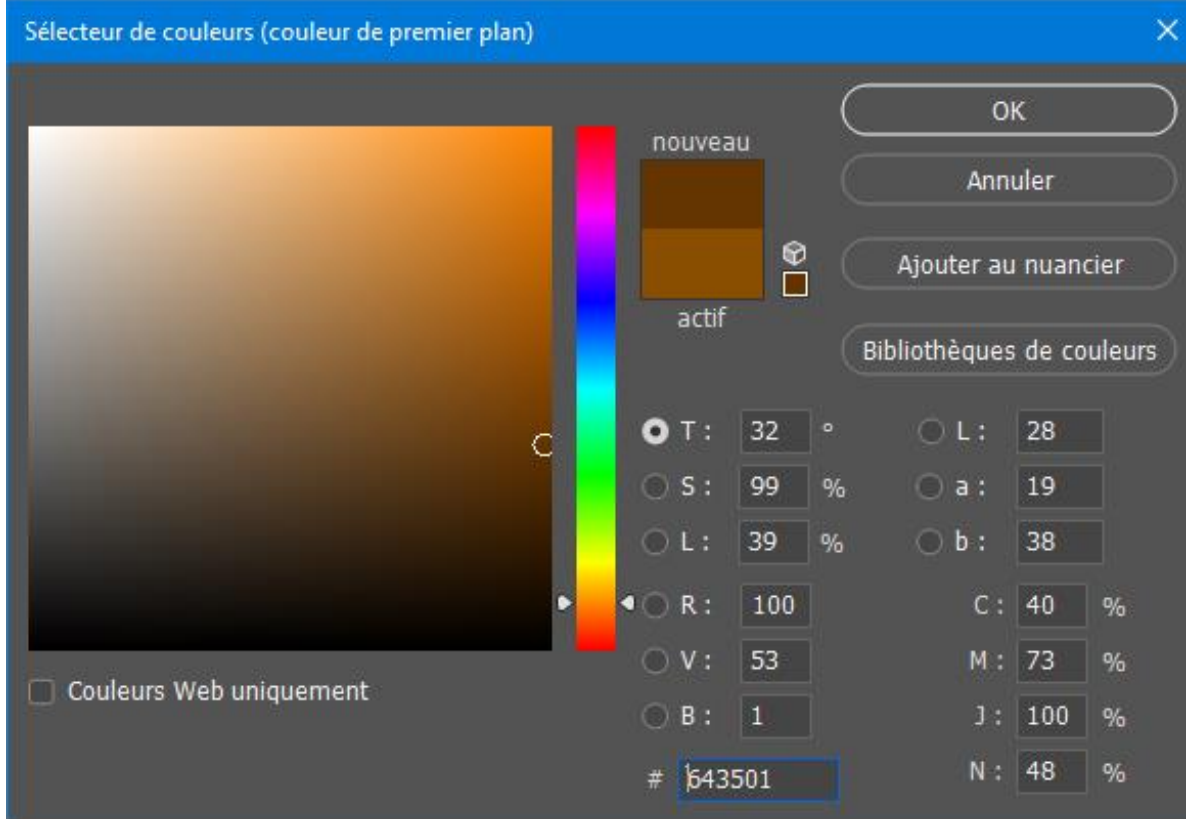 Sélecteur de couleurs (couleur de premier plan)
nouveau
actif
OK
Annuler
Ajouter au nuancier
Bibliothèques de couleurs
T : 32 ° L : 28
S : 99 % a : 19
L : 39 % b : 38
R : 100 C : 40 %
V : 53 M : 73 %
B : 1 J : 100 %
# 643501 N : 48 %
Couleurs Web uniquement